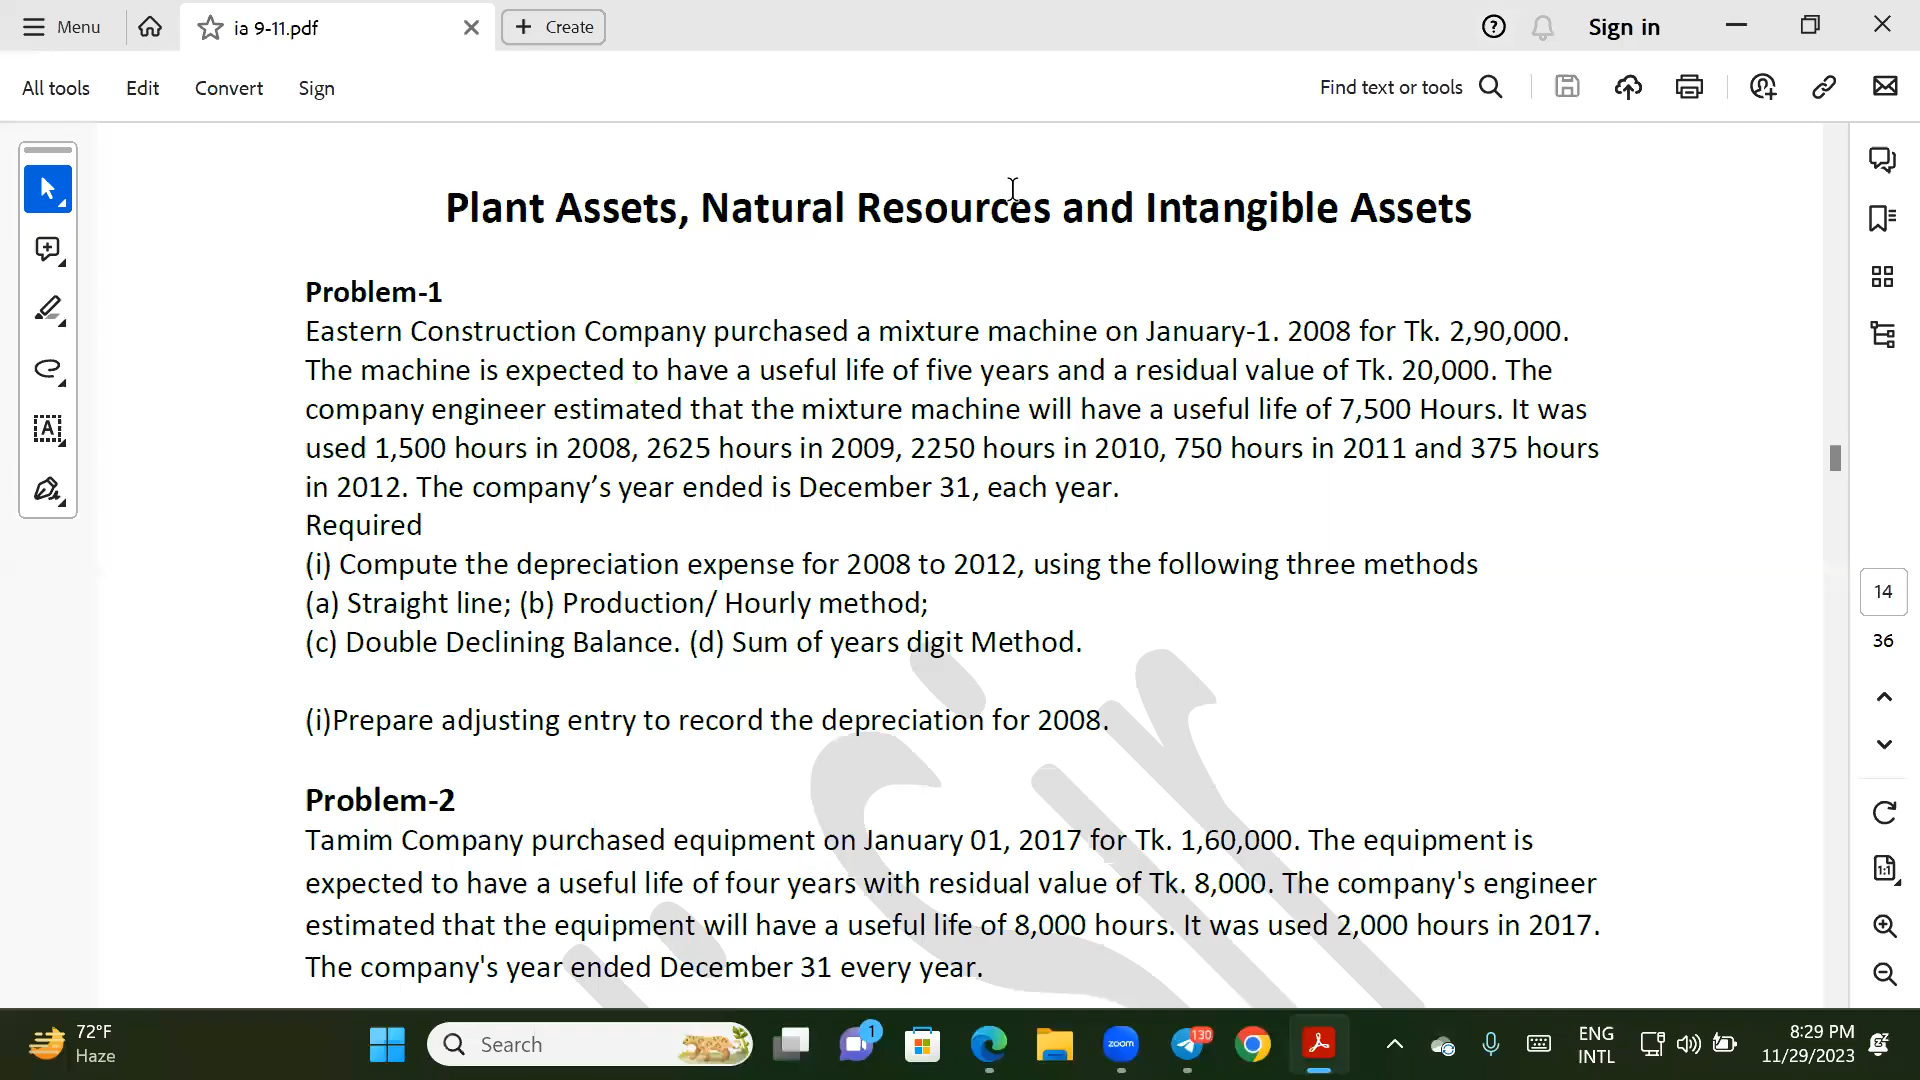 Menu
ia 9-11.pdf
Create
Sign in
All tools
Edit
Convert
Sign
Find text or tools
Plant Assets, Natural Resources and Intangible Assets
Problem-1
Eastern Construction Company purchased a mixture machine on January-1. 2008 for Tk. 2,90,000.
The machine is expected to have a useful life of five years and a residual value of Tk. 20,000. The
company engineer estimated that the mixture machine will have a useful life of 7,500 Hours. It was
used 1,500 hours in 2008, 2625 hours in 2009, 2250 hours in 2010, 750 hours in 2011 and 375 hours
in 2012. The company’s year ended is December 31, each year.
Required
(i) Compute the depreciation expense for 2008 to 2012, using the following three methods
(a) Straight line; (b) Production/ Hourly method;
(c) Double Declining Balance. (d) Sum of years digit Method.
(i)Prepare adjusting entry to record the depreciation for 2008.
Problem-2
Tamim Company purchased equipment on January 01, 2017 for Tk. 1,60,000. The equipment is
expected to have a useful life of four years with residual value of Tk. 8,000. The company's engineer
estimated that the equipment will have a useful life of 8,000 hours. It was used 2,000 hours in 2017.
The company's year ended December 31 every year.
Sir
14
36
1:1
72°F
Haze
Search
1
zoom
130
ENG
INTL
8:29 PM
11/29/2023